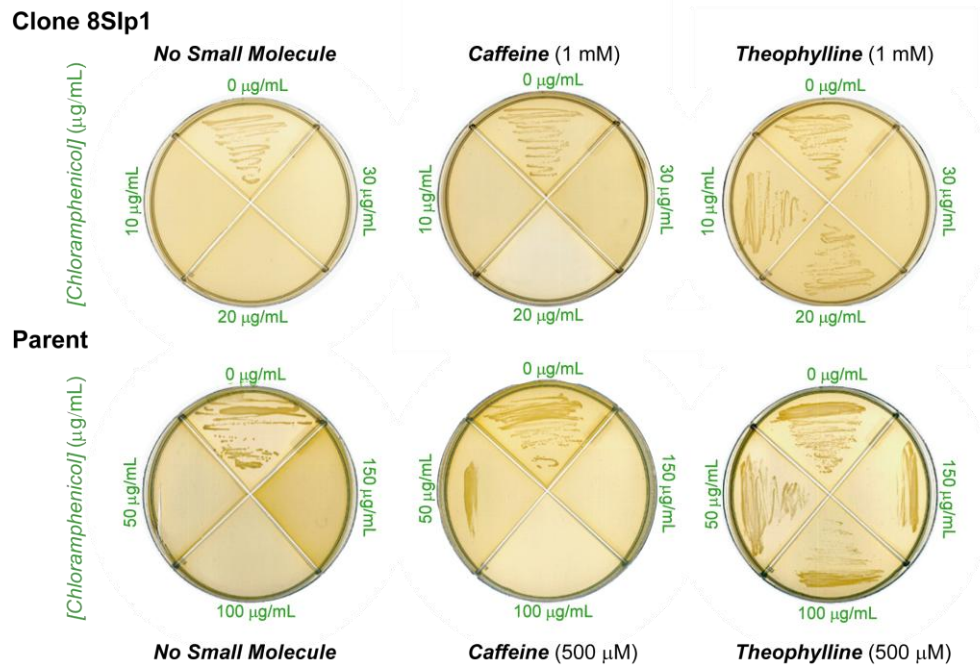 Clone 8Slp1
No Small Molecule
Caffeine (1 mM)
Theophylline (1 mM)
[Chloramphenicol] (μg/mL)
0 μg/mL
10 μg/mL
30 μg/mL
20 μg/mL
0 μg/mL
10 μg/mL
30 μg/mL
20 μg/mL
0 μg/mL
10 μg/mL
30 μg/mL
20 μg/mL
Parent
[Chloramphenicol] (μg/mL)
0 μg/mL
50 μg/mL
150 μg/mL
100 μg/mL
0 μg/mL
50 μg/mL
150 μg/mL
100 μg/mL
0 μg/mL
50 μg/mL
150 μg/mL
100 μg/mL
No Small Molecule
Caffeine (500 μM)
Theophylline (500 μM)